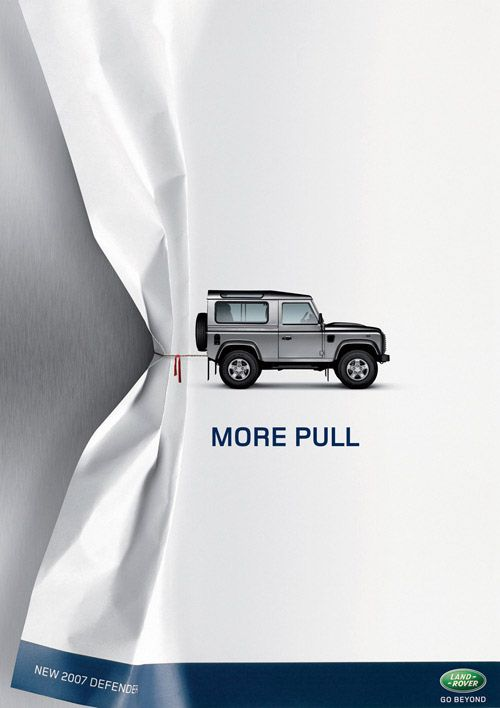 MORE PULL
NEW 2007 DEFENDER
LAND-
ROVER
GO BEYOND